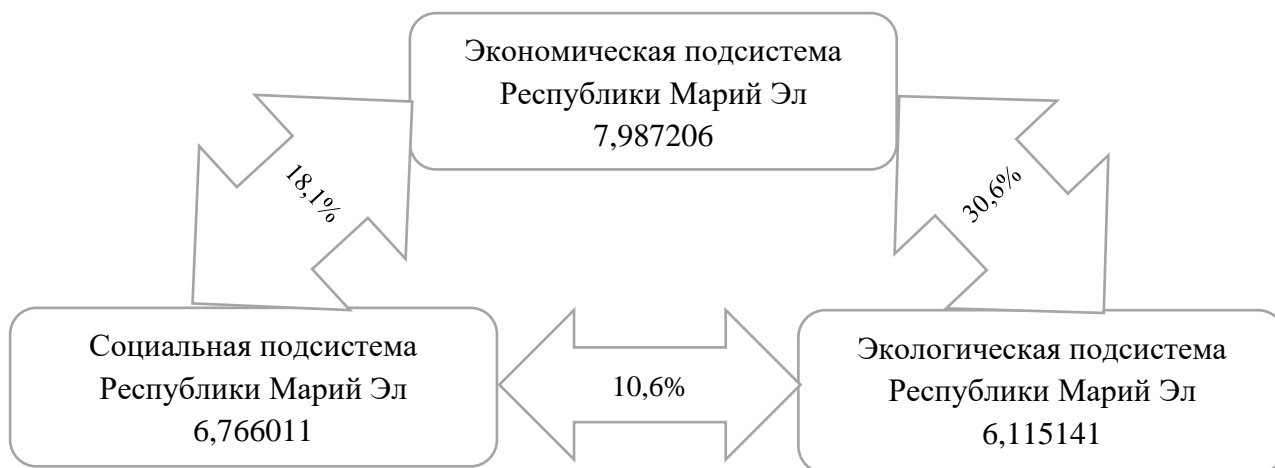 Экономическая подсистема
Республики Марий Эл
7,987206
18,1%
30,6%
Социальная подсистема
Республики Марий Эл
6,766011
10,6%
Экологическая подсистема
Республики Марий Эл
6,115141